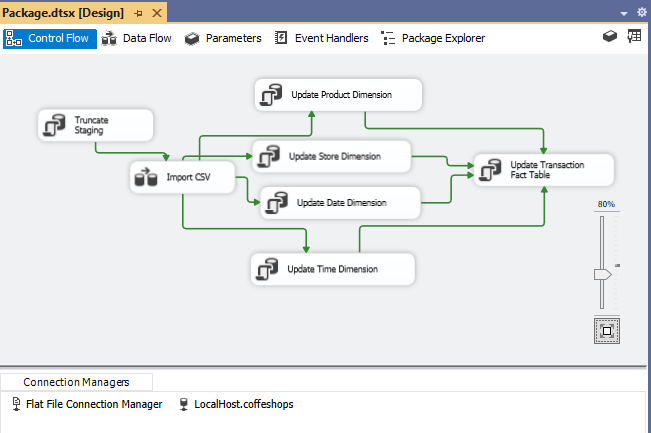 Package.dtsx [Design]
Control Flow
Data Flow
Parameters
Event Handlers
Package Explorer
Update Product Dimension
Truncate
Staging
Update Store Dimension
Import CSV
Update Transaction
Fact Table
Update Date Dimension
80%
Update Time Dimension
Connection Managers
Flat File Connection Manager
LocalHost.coffeshops